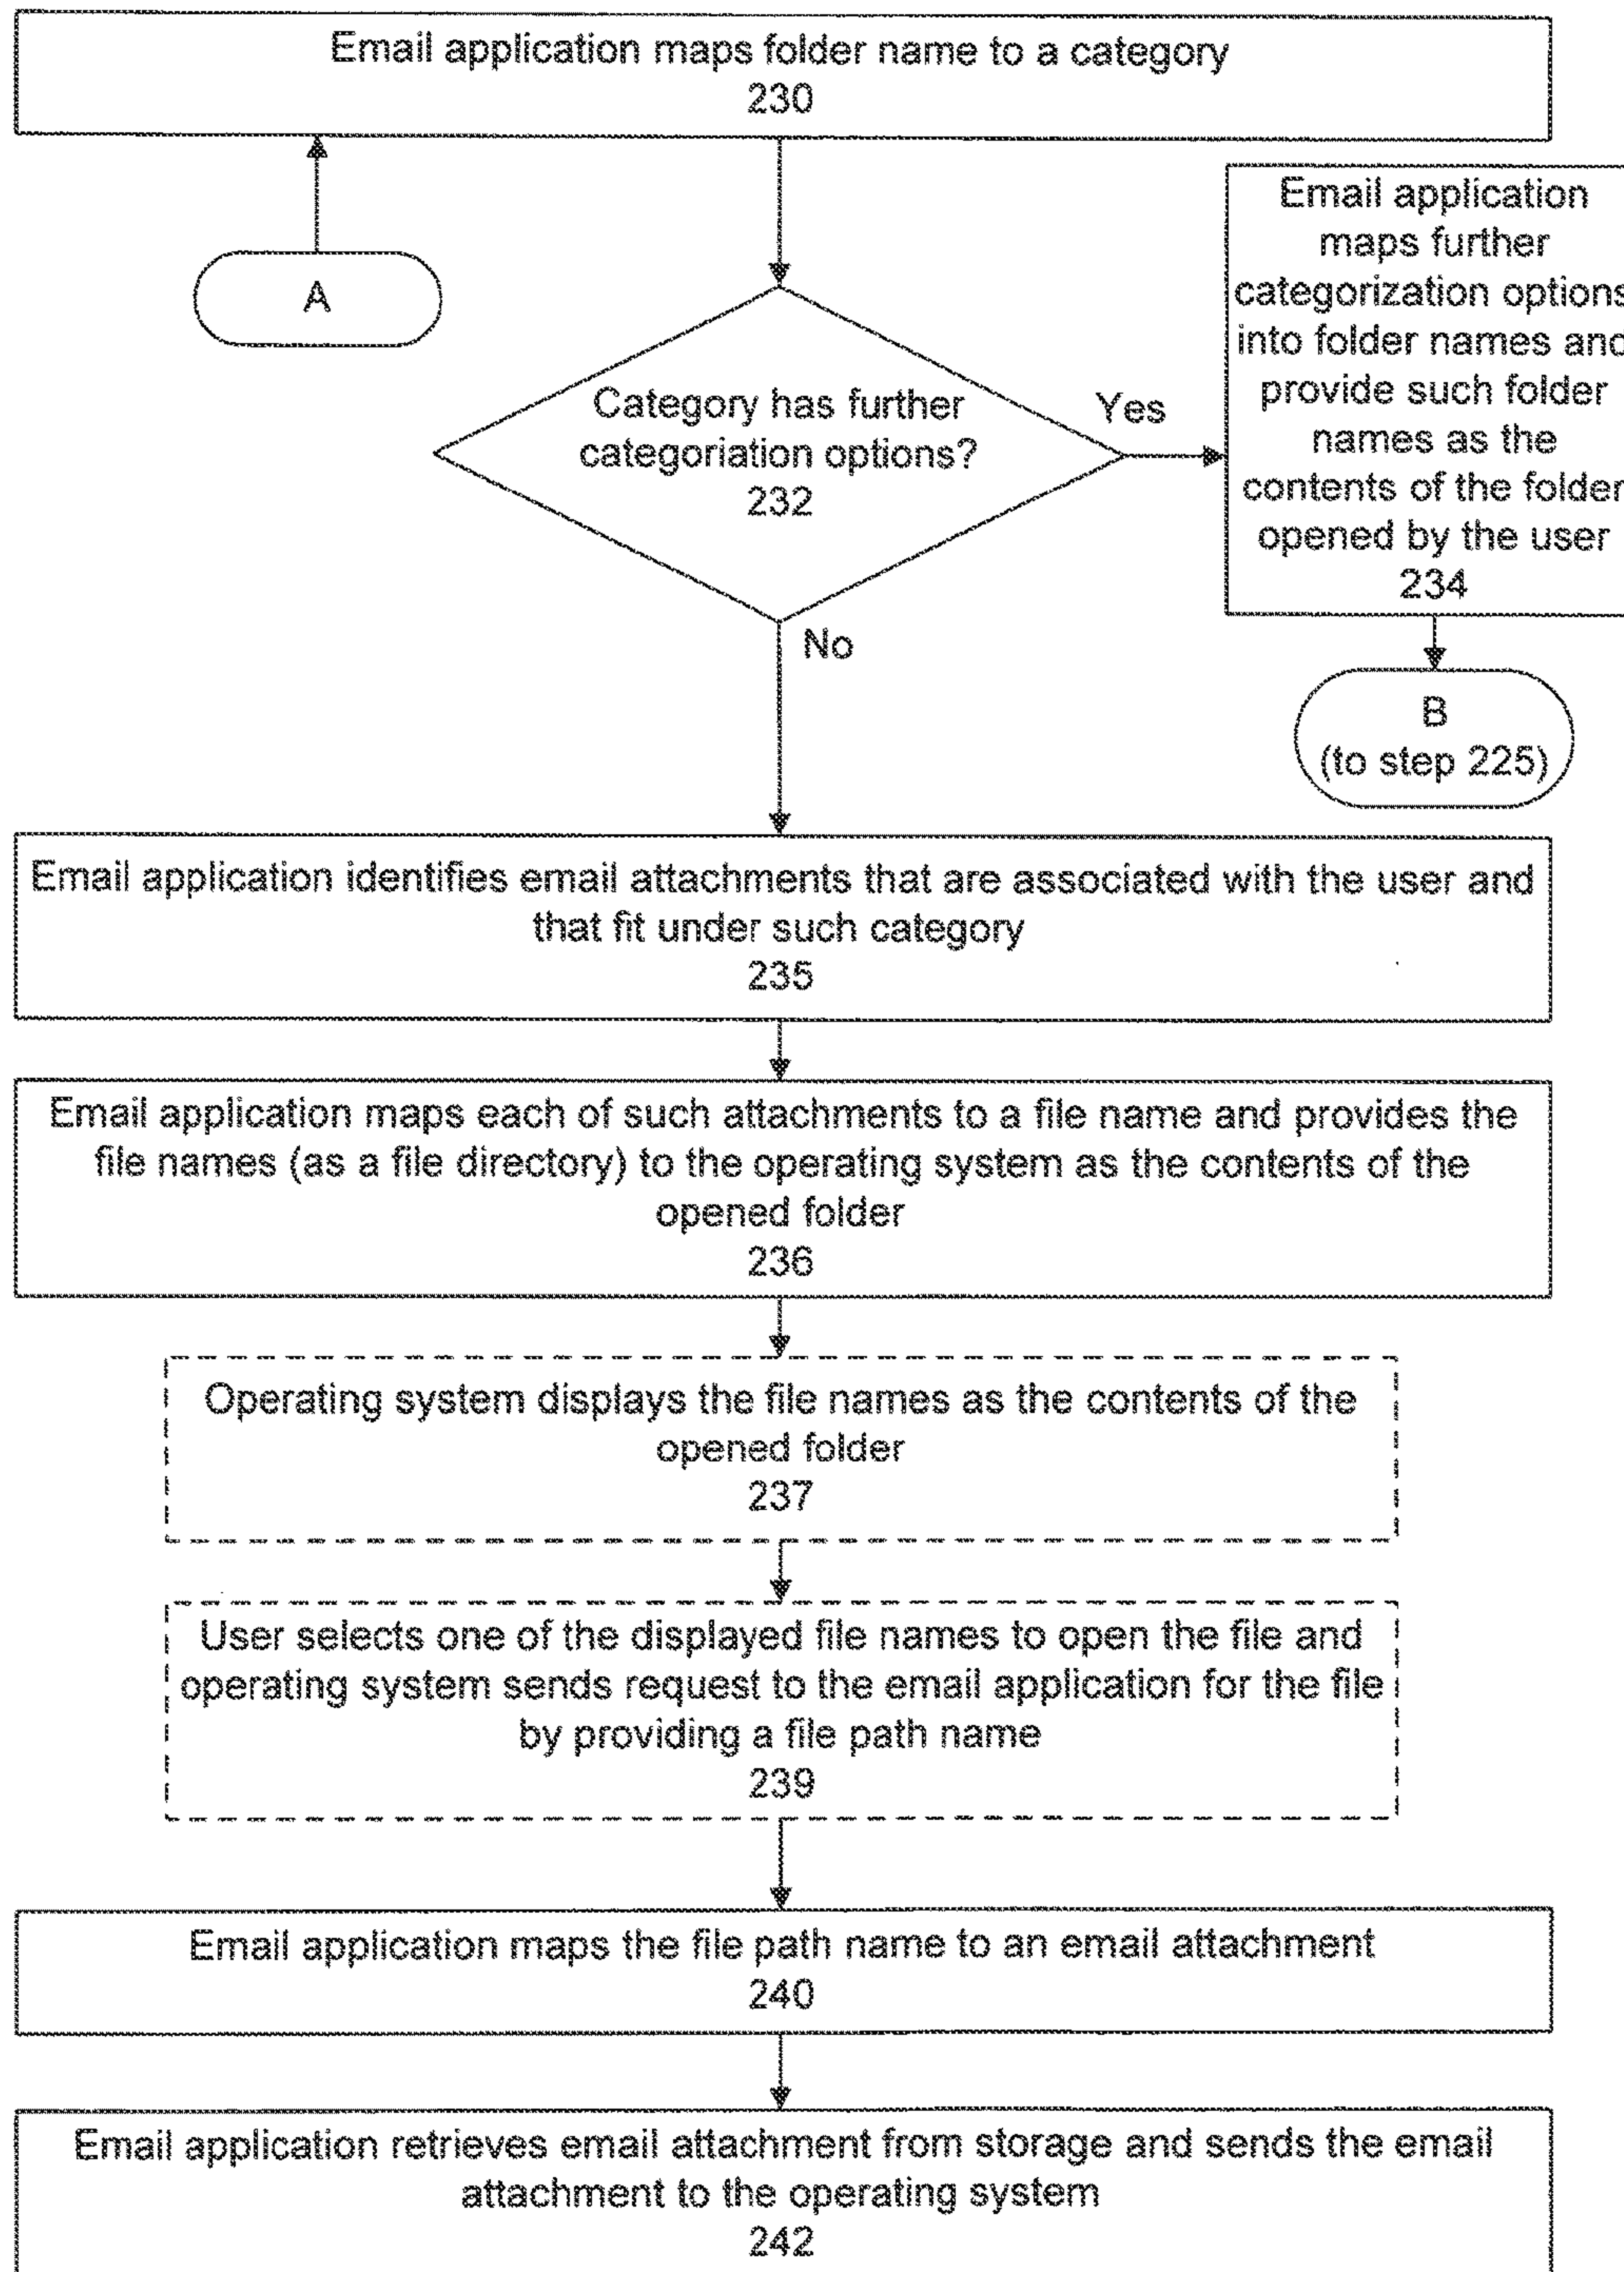 Email application maps folder name to a category
230
A
Category has further
categoriation options?
232
Yes
No
Email application
maps further
categorization options
into folder names and
provide such folder
names as the
contents of the folder
opened by the user
234
B
(to step 225)
Email application identifies email attachments that are associated with the user and
that fit under such category
235
Email application maps each of such attachments to a file name and provides the
file names (as a file directory) to the operating system as the contents of the
opened folder
236
Operating system displays the file names as the contents of the
opened folder
237
User selects one of the displayed file names to open the file and
operating system sends request to the email application for the file
by providing a file path name
239
Email application maps the file path name to an email attachment
240
Email application retrieves email attachment from storage and sends the email
attachment to the operating system
242